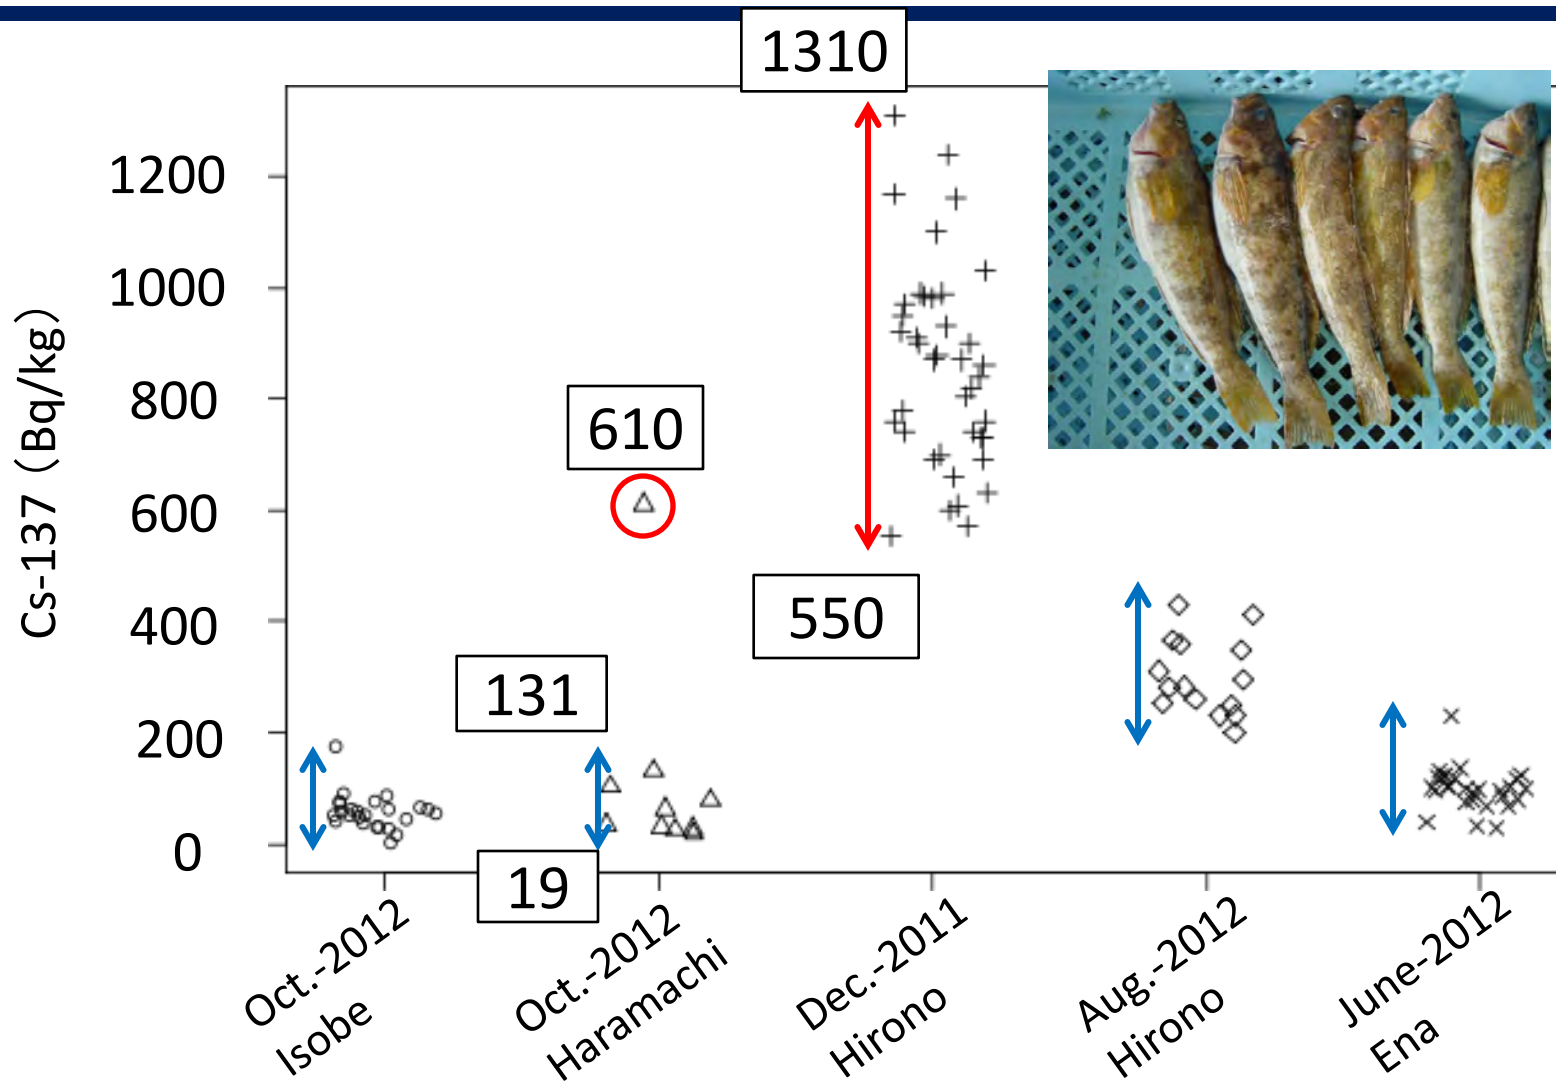 1310
1200
1000
800
610
600
550
400
131
200
0
19
Cs-137 (Bq/kg)
Oct.-2012
Isobe
Oct.-2012
Haramachi
Dec.-2011
Hirono
Aug.-2012
Hirono
June-2012
Ena